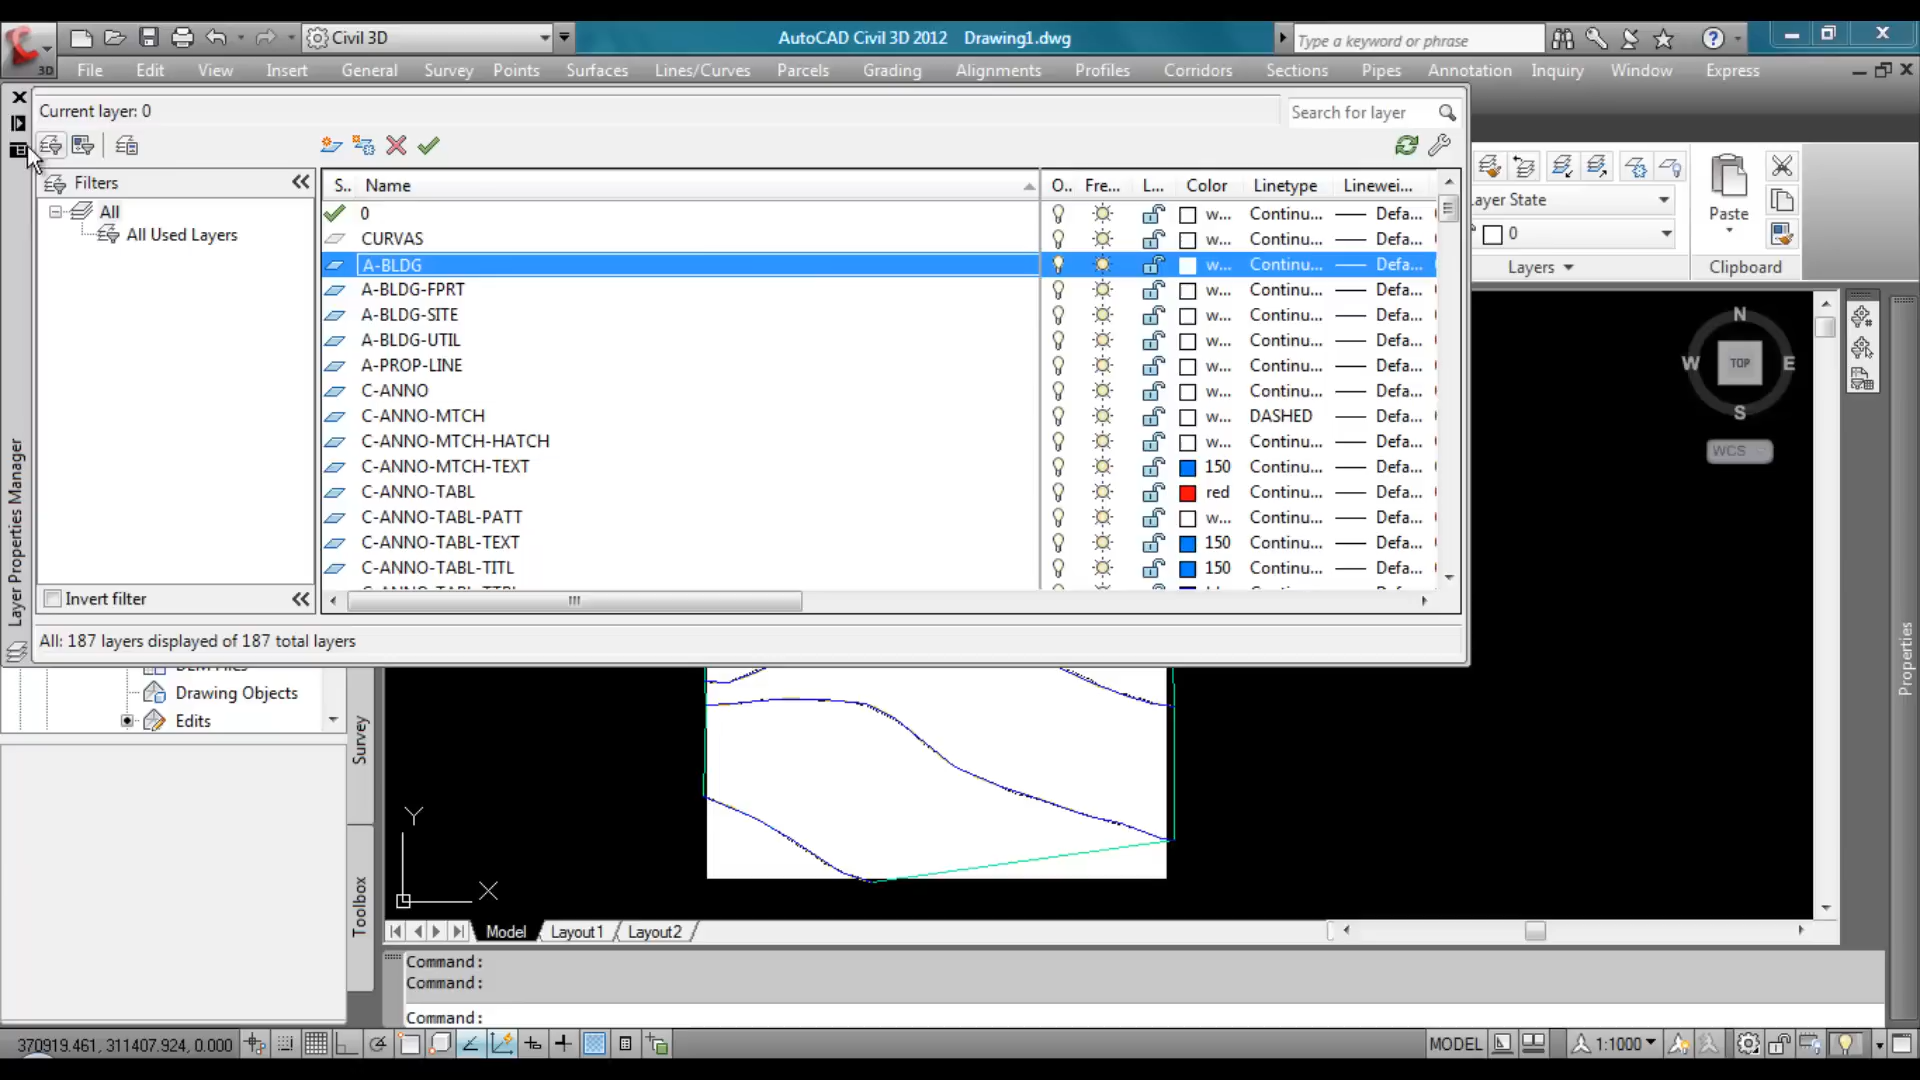 Civil 3D
AutoCAD Civil 3D 2012 Drawing1.dwg
Type a keyword or phrase
3D
File Edit View Insert General Survey Points Surfaces Lines/Curves Parcels Grading Alignments Profiles Corridors Sections Pipes Annotation Inquiry Window Express
Current layer: 0
Search for layer
Filters
All
All Used Layers
S.. Name O.. Fre... L... Color Linetype Linewei...
0 w... Continu... Defa...
CURVAS w... Continu... Defa...
A-BLDG w... Continu... Defa...
A-BLDG-FPRT w... Continu... Defa...
A-BLDG-SITE w... Continu... Defa...
A-BLDG-UTIL w... Continu... Defa...
A-PROP-LINE w... Continu... Defa...
C-ANNO w... Continu... Defa...
C-ANNO-MTCH w... DASHED Defa...
C-ANNO-MTCH-HATCH w... Continu... Defa...
C-ANNO-MTCH-TEXT 150 Continu... Defa...
C-ANNO-TABL red Continu... Defa...
C-ANNO-TABL-PATT w... Continu... Defa...
C-ANNO-TABL-TEXT 150 Continu... Defa...
C-ANNO-TABL-TITL 150 Continu... Defa...
Invert filter
All: 187 layers displayed of 187 total layers
Layer Properties Manager
ayer State
0
Layers
Paste
Clipboard
N
W TOP E
S
WCS
Properties
Drawing Objects
Edits
Survey
Toolbox
Y
X
Model Layout1 Layout2
Command:
Command:
Command:
370919.461, 311407.924, 0.000
MODEL
1:1000